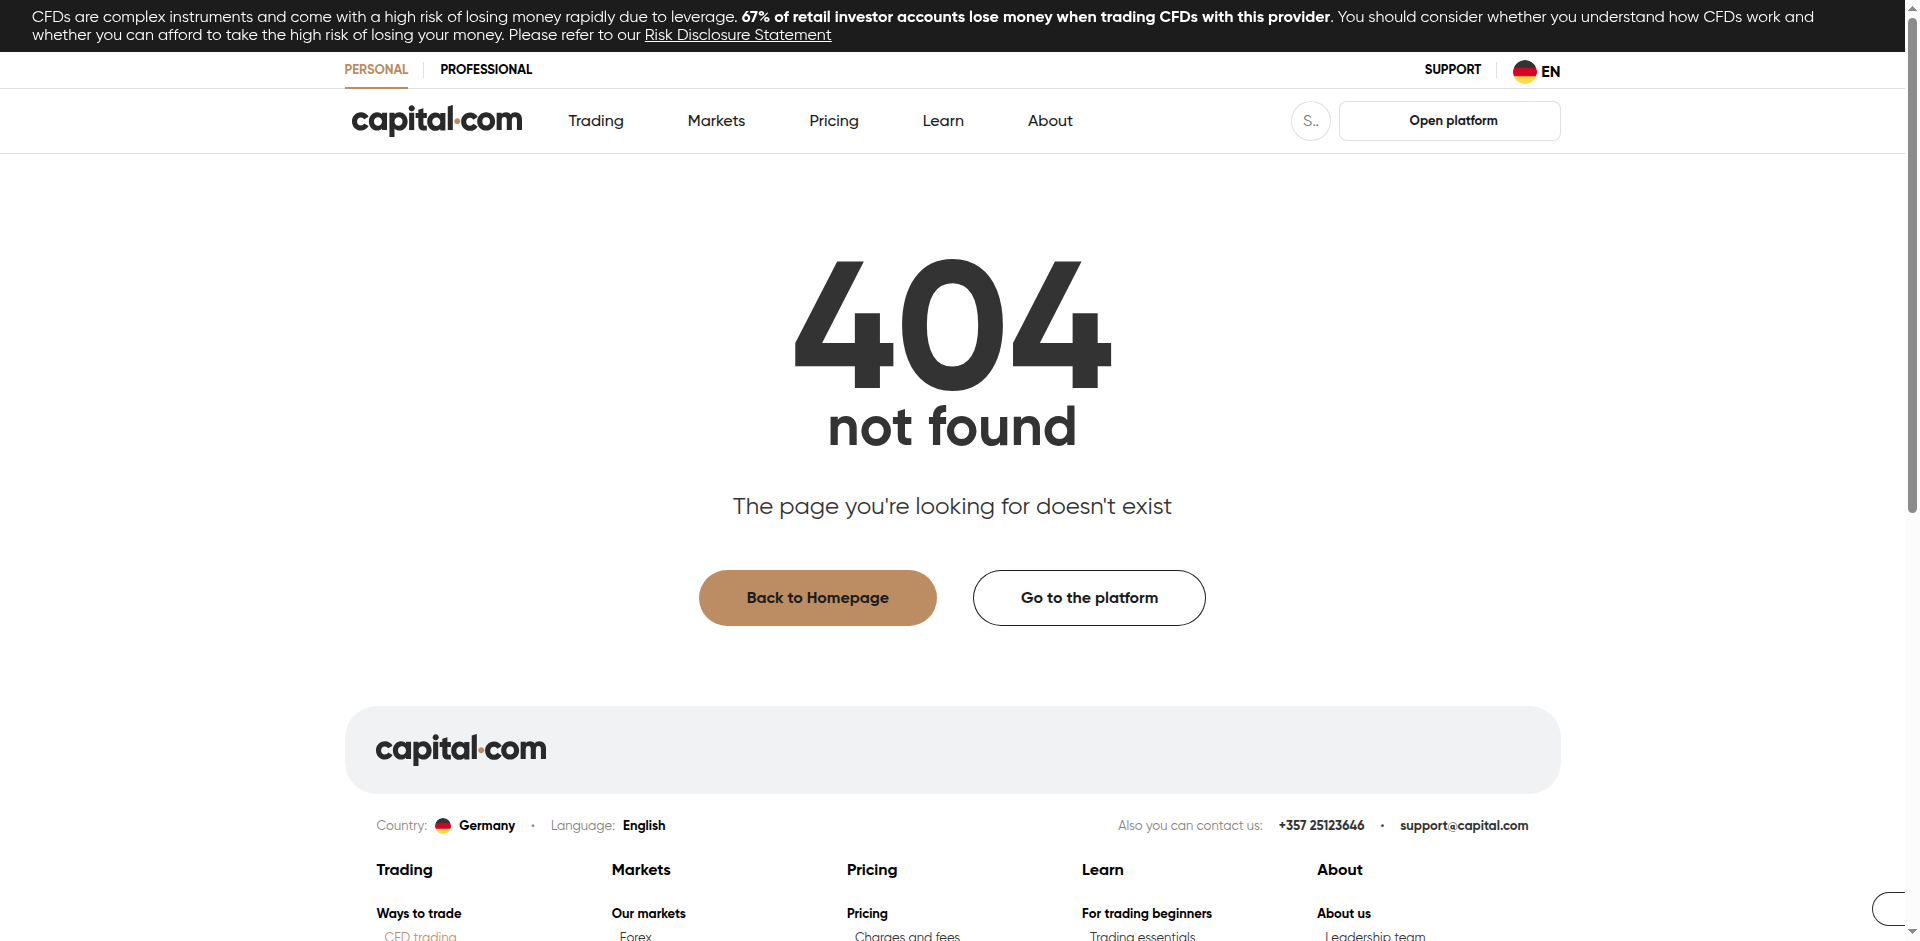 CFDs are complex instruments and come with a high risk of losing money rapidly due to leverage. 67% of retail investor accounts lose money when trading CFDs with this provider. You should consider whether you understand how CFDs work and
whether you can afford to take the high risk of losing your money. Please refer to our Risk Disclosure Statement
PERSONAL PROFESSIONAL SUPPORT EN
capital.com Trading Markets Pricing Learn About S.. Open platform
404
not found
The page you're looking for doesn't exist
Back to Homepage Go to the platform
capital.com
Country: Germany • Language: English Also you can contact us: +357 25123646 • support@capital.com
Trading Markets Pricing Learn About
Ways to trade Our markets Pricing For trading beginners About us
CFD trading Forex Charges and fees Trading essentials Leadership team